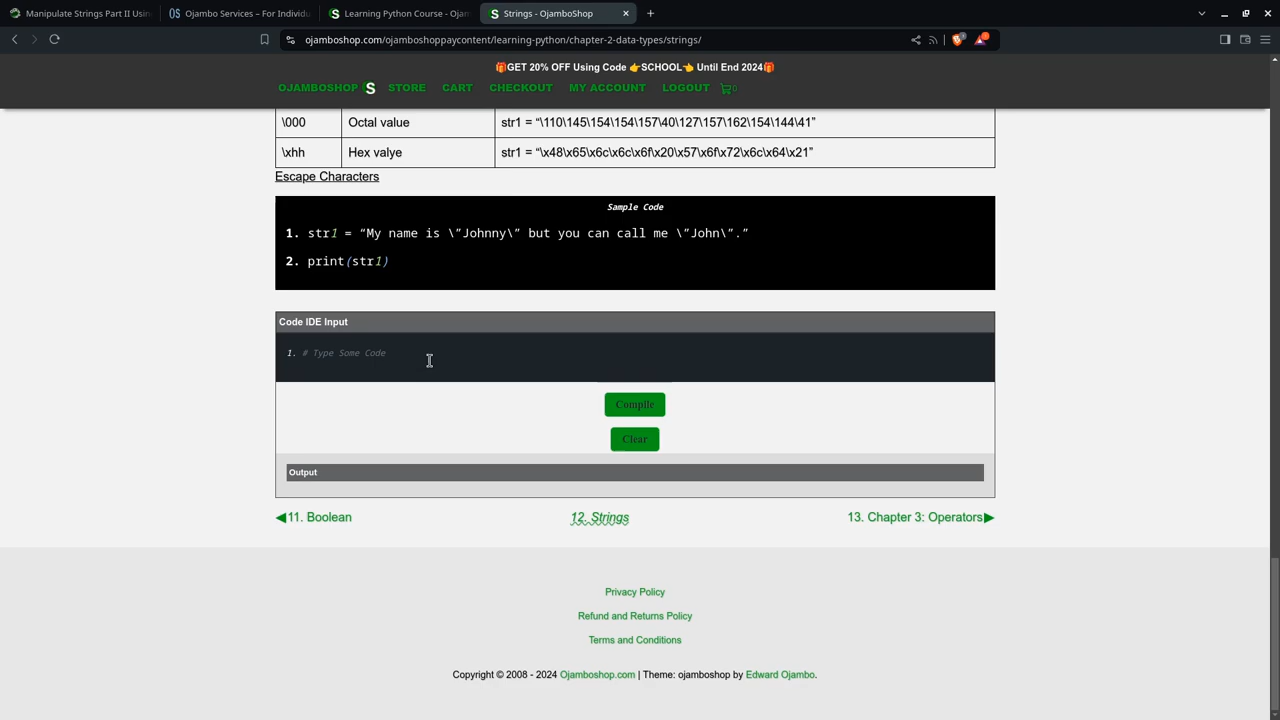 Manipulate Strings Part II Usin
Ojambo Services – For Individu
Learning Python Course - Ojam
Strings - OjamboShop
ojamboshop.com/ojamboshoppaycontent/learning-python/chapter-2-data-types/strings/
🎁GET 20% OFF Using Code 👉SCHOOL👈 Until End 2024🎁
OJAMBOSHOP S STORE CART CHECKOUT MY ACCOUNT LOGOUT 0
\000 Octal value str1 = “\110\145\154\154\157\40\127\157\162\154\144\41”
\xhh Hex valye str1 = “\x48\x65\x6c\x6c\x6f\x20\x57\x6f\x72\x6c\x64\x21”
Escape Characters
Sample Code
1. str1 = “My name is \”Johnny\” but you can call me \”John\”.”
2. print(str1)
Code IDE Input
1. # Type Some Code
Compile
Clear
Output
◀11. Boolean
12. Strings
13. Chapter 3: Operators▶
Privacy Policy
Refund and Returns Policy
Terms and Conditions
Copyright © 2008 - 2024 Ojamboshop.com | Theme: ojamboshop by Edward Ojambo.